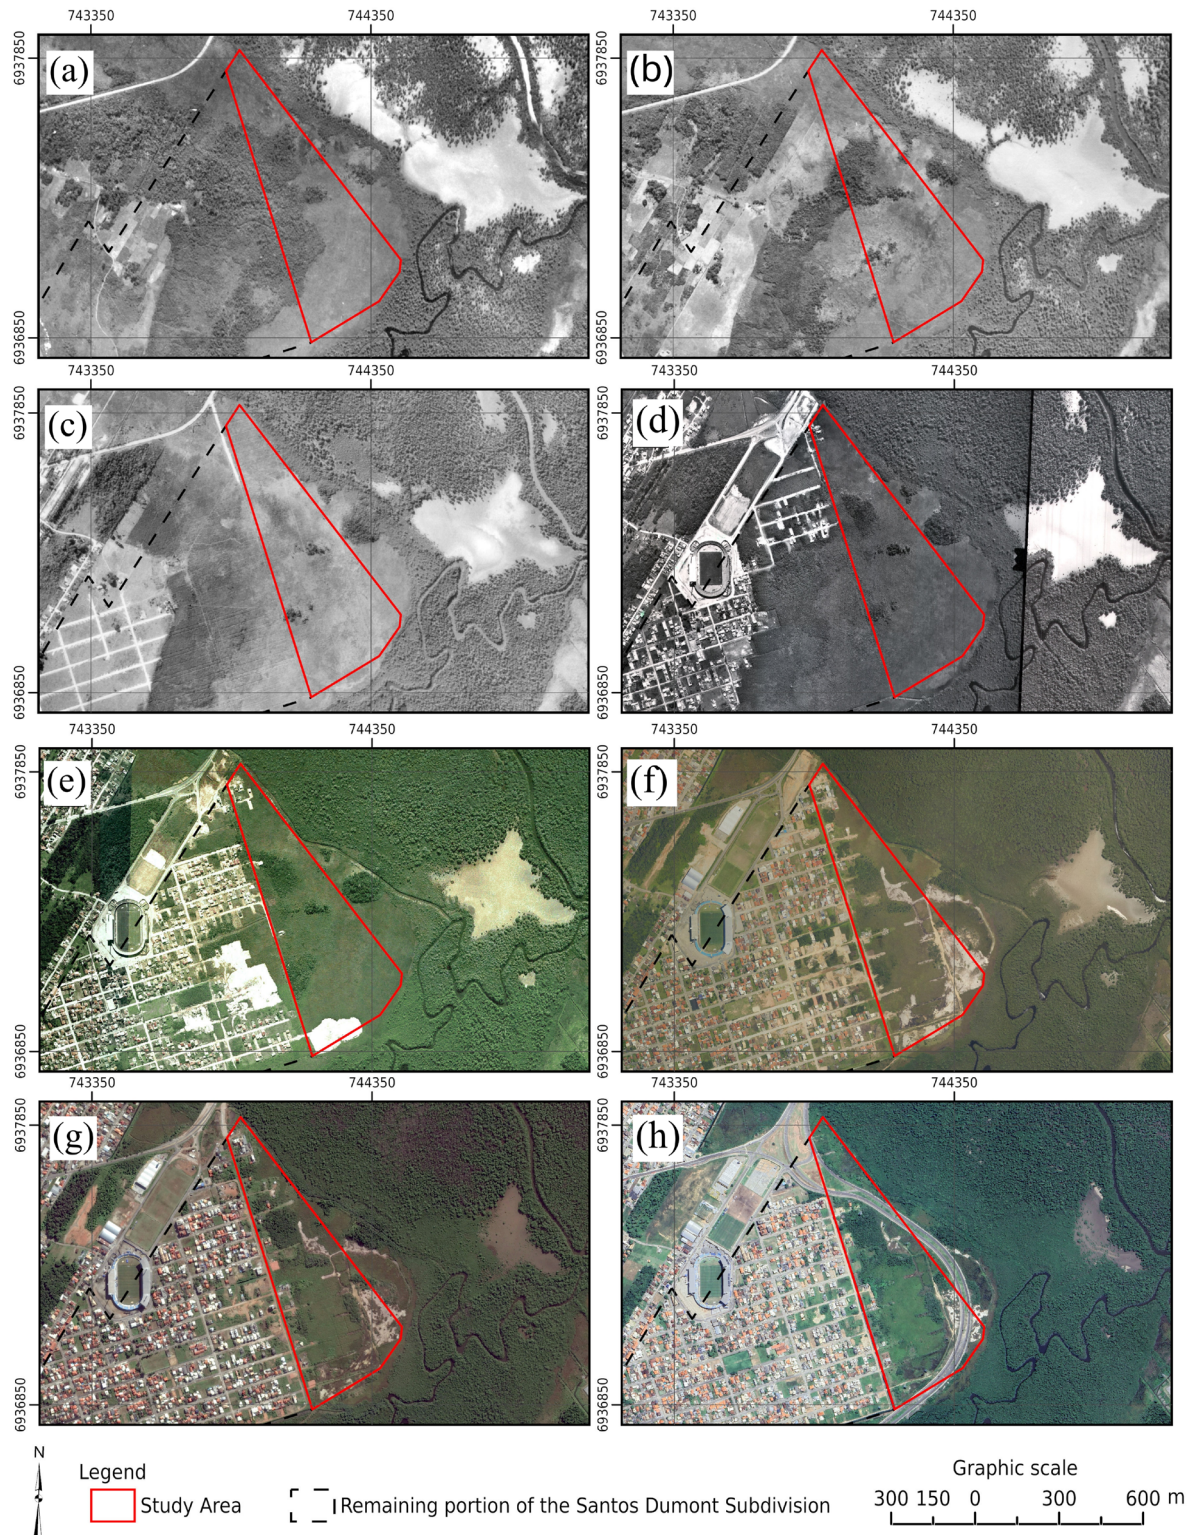 743350 744350 743350 744350
6937850
(a)
(b)
6936850
6936850
743350 744350 743350 744350
6937850
6937850
(c)
(d)
6936850
6936850
743350 744350 743350 744350
6937850
6937850
(e)
(f)
6936850
6936850
743350 744350 743350 744350
6937850
6937850
(g)
(h)
6936850
6936850
N
Legend
Study Area
Remaining portion of the Santos Dumont Subdivision
Graphic scale
300 150 0 300 600 m